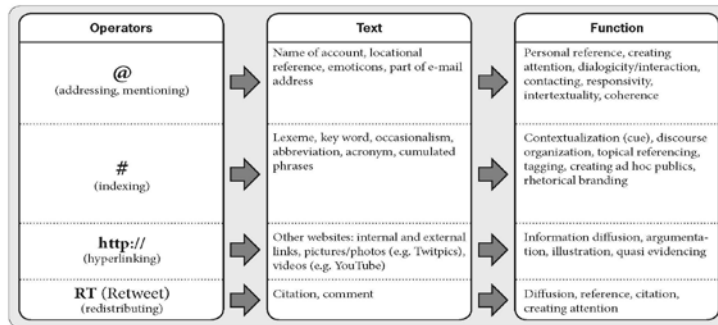 Operators
Text
Function
@
(addressing, mentioning)
Name of account, locational
reference, emoticons, part of e-mail
address
Personal reference, creating
attention, dialogicity/interaction,
contacting, responsivity,
intertextuality, coherence
#
(indexing)
Lexeme, key word, occasionalism,
abbreviation, acronym, cumulated
phrases
Contextualization (cue), discourse
organization, topical referencing,
tagging, creating ad hoc publics,
rhetorical branding
http://
(hyperlinking)
Other websites: internal and external
links, pictures/photos (e.g. Twitpics),
videos (e.g. YouTube)
Information diffusion, argumenta-
tion, illustration, quasi evidencing
RT (Retweet)
(redistributing)
Citation, comment
Diffusion, reference, citation,
creating attention